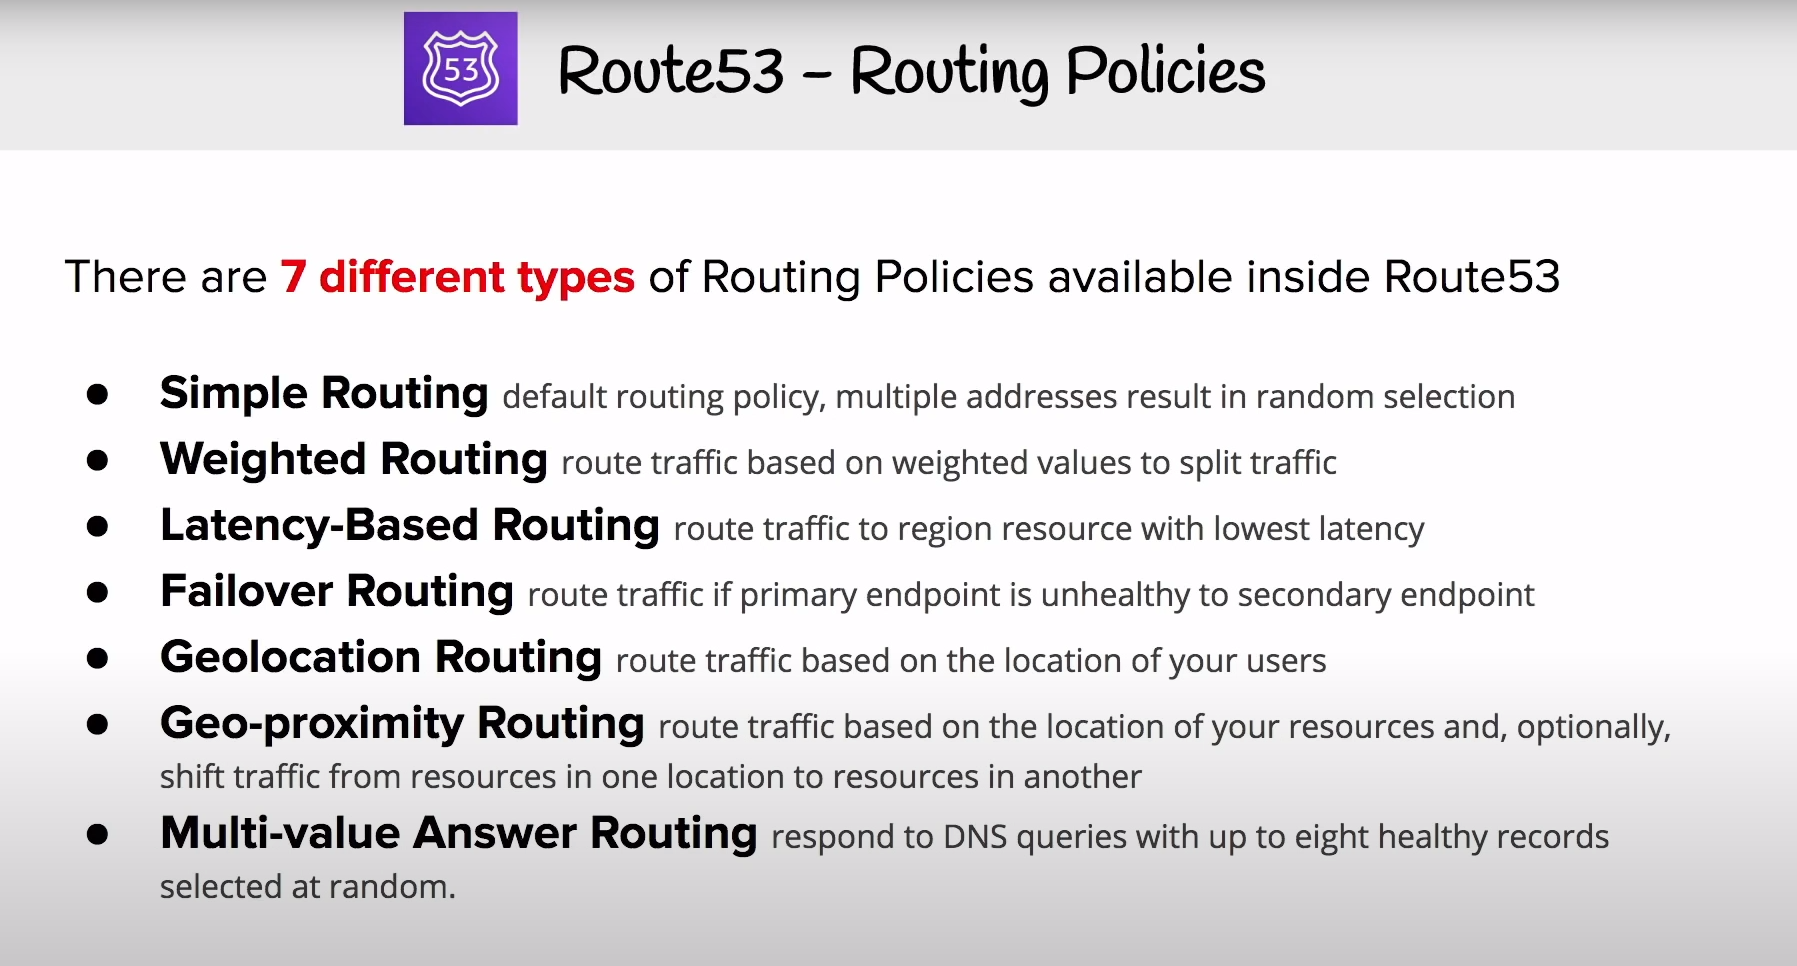 53
Route53 – Routing Policies
There are 7 different types of Routing Policies available inside Route53
● Simple Routing default routing policy, multiple addresses result in random selection
● Weighted Routing route traffic based on weighted values to split traffic
● Latency-Based Routing route traffic to region resource with lowest latency
● Failover Routing route traffic if primary endpoint is unhealthy to secondary endpoint
● Geolocation Routing route traffic based on the location of your users
● Geo-proximity Routing route traffic based on the location of your resources and, optionally,
shift traffic from resources in one location to resources in another
● Multi-value Answer Routing respond to DNS queries with up to eight healthy records
selected at random.